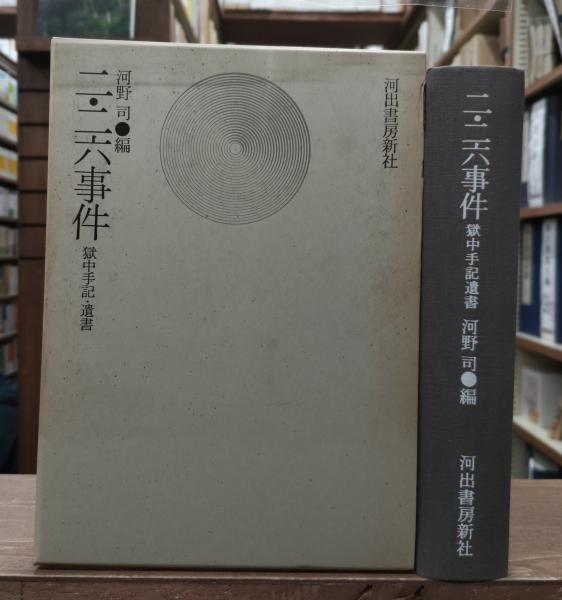 河出書房新社
河野 司●編
二・二六事件
獄中手記・遺書
二・二六事件 獄中手記遺書 河野 司●編 河出書房新社